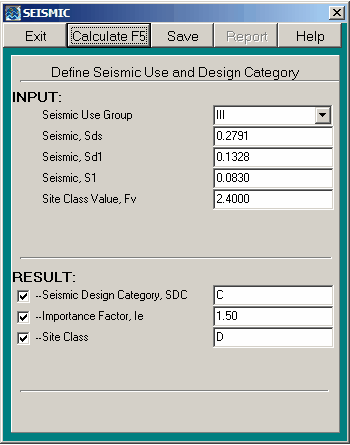 SEISMIC
Exit Calculate F5 Save Report Help
Define Seismic Use and Design Category
INPUT:
Seismic Use Group III
Seismic, Sds 0.2791
Seismic, Sd1 0.1328
Seismic, S1 0.0830
Site Class Value, Fv 2.4000
RESULT:
--Seismic Design Category, SDC C
--Importance Factor, Ie 1.50
--Site Class D